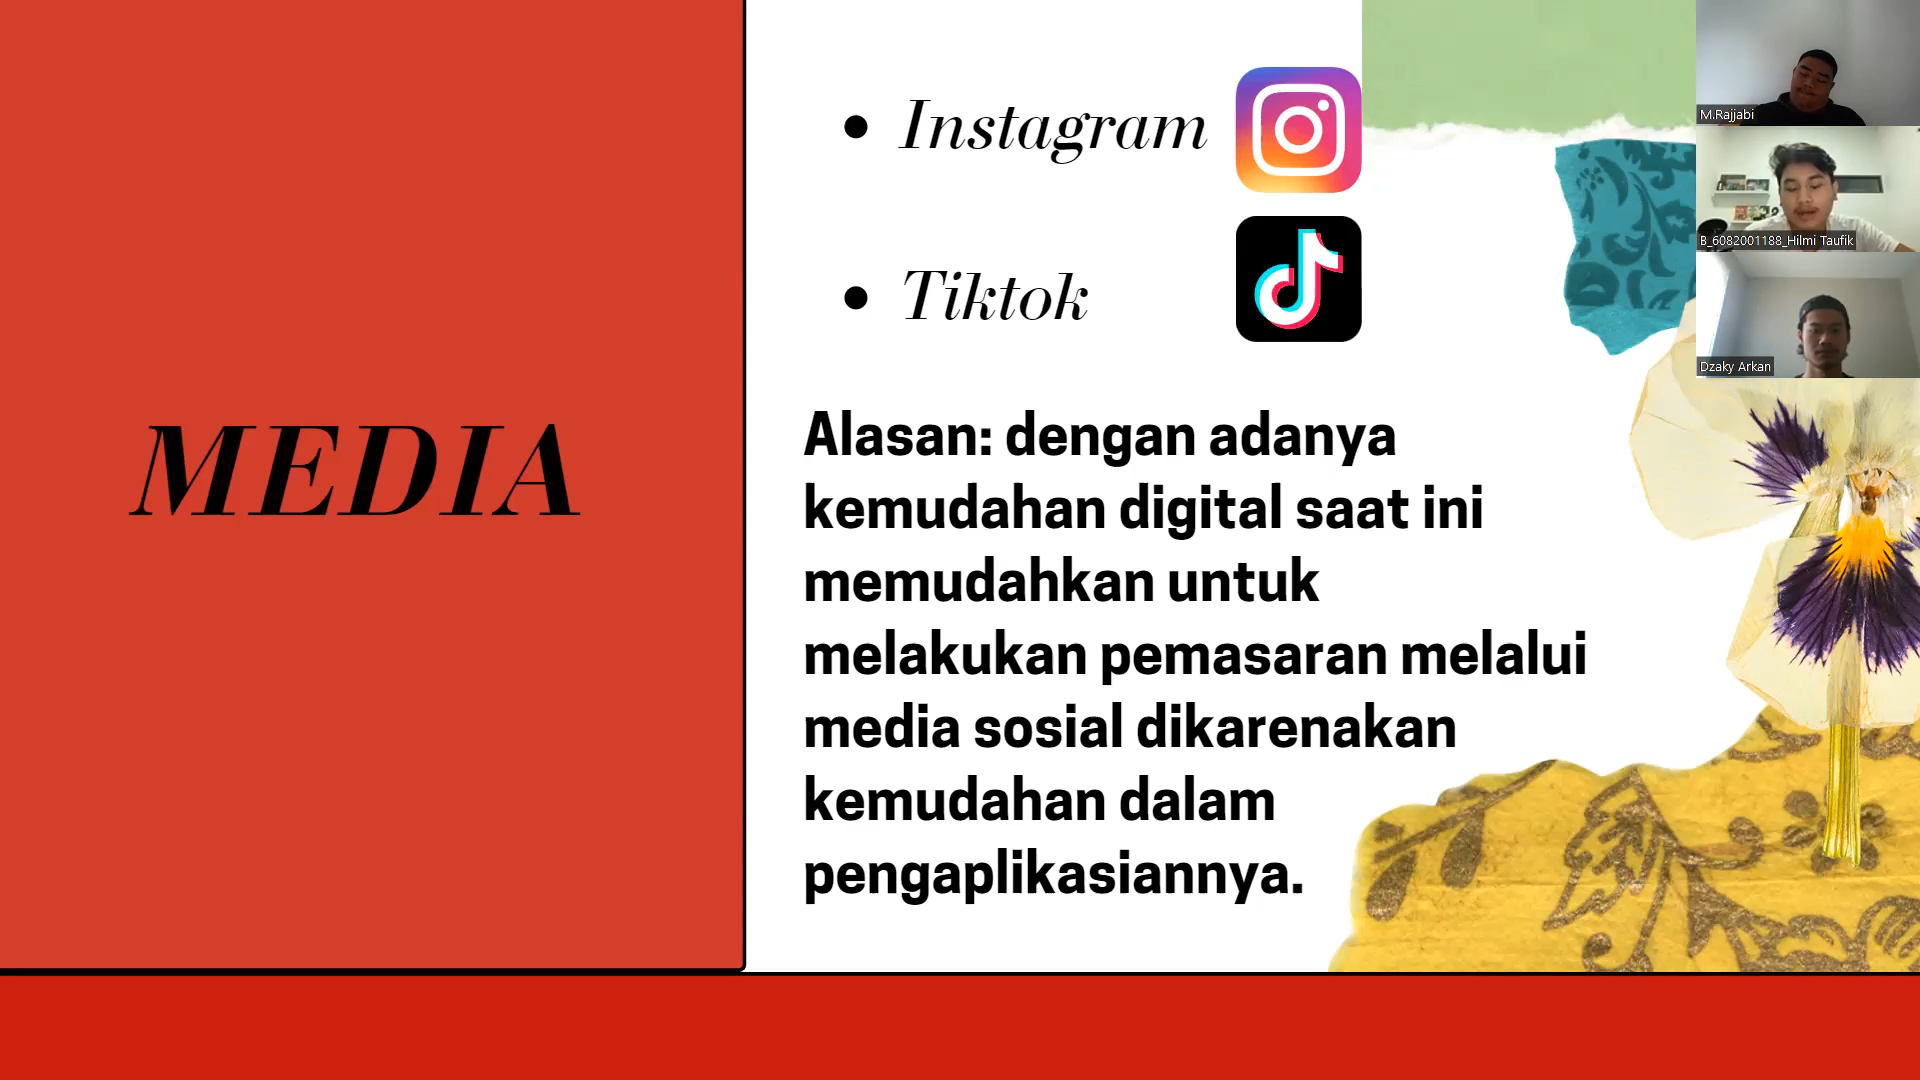 MEDIA
• Instagram
• Tiktok
Alasan: dengan adanya
kemudahan digital saat ini
memudahkan untuk
melakukan pemasaran melalui
media sosial dikarenakan
kemudahan dalam
pengaplikasiannya.
M.Rajjabi
B_6082001188_Hilmi Taufik
Dzaky Arkan